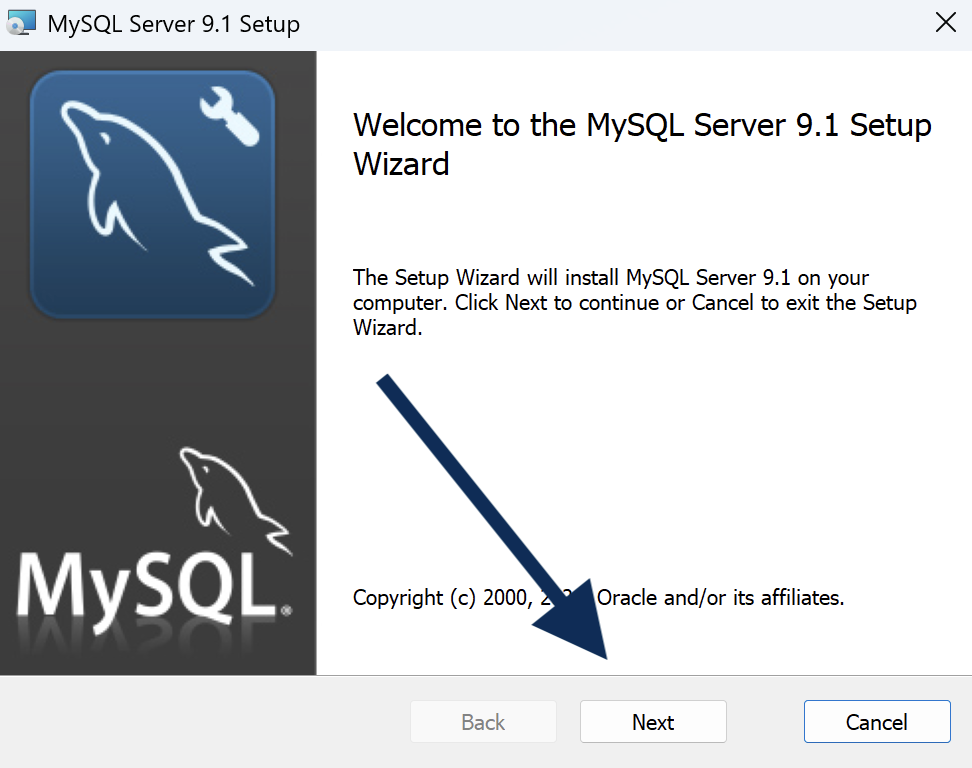 MySQL Server 9.1 Setup
Welcome to the MySQL Server 9.1 Setup
Wizard
The Setup Wizard will install MySQL Server 9.1 on your
computer. Click Next to continue or Cancel to exit the Setup
Wizard.
MySQL®
Copyright (c) 2000, Oracle and/or its affiliates.
Back
Next
Cancel